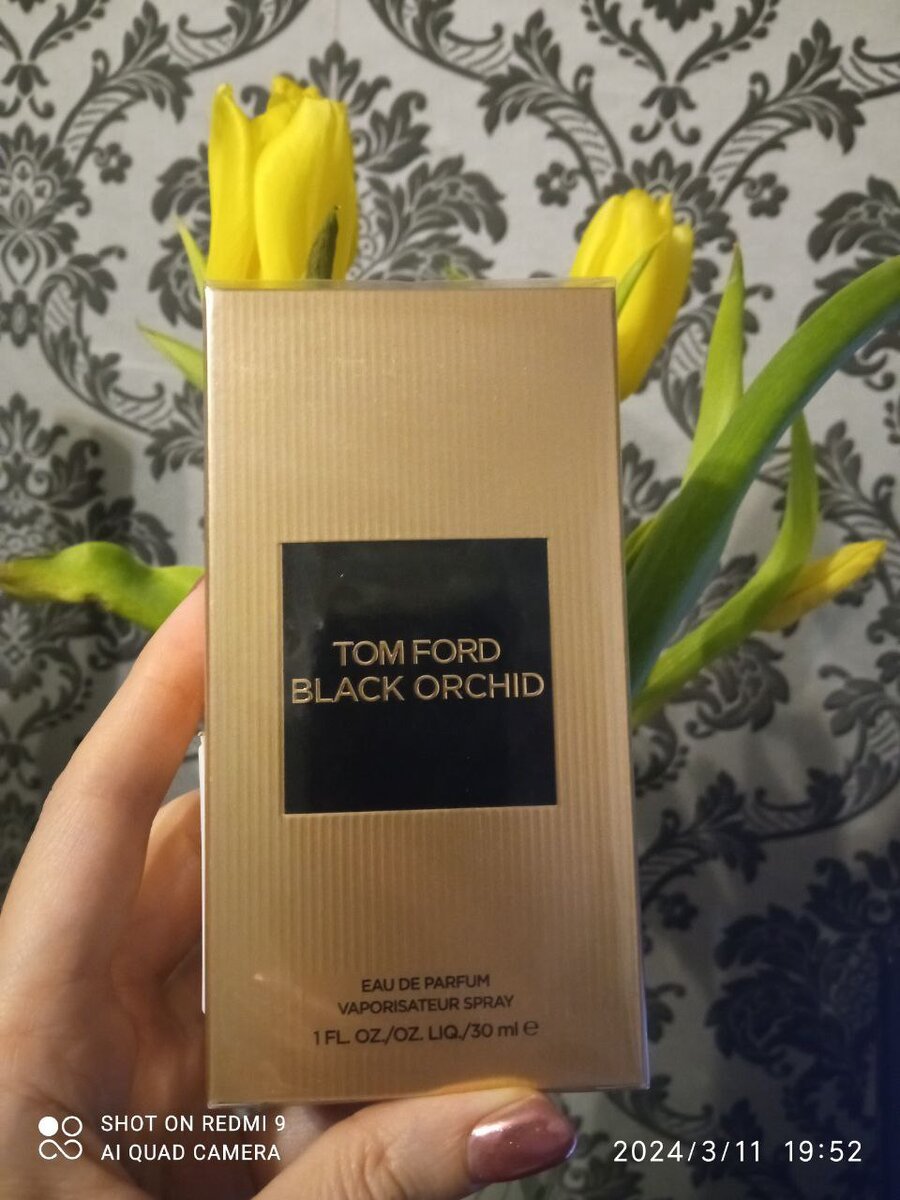 TOM FORD
BLACK ORCHID
EAU DE PARFUM
VAPORISATEUR SPRAY
1 FL. OZ./OZ. LIQ./30 ml e
SHOT ON REDMI 9
AI QUAD CAMERA
2024/3/11 19:52